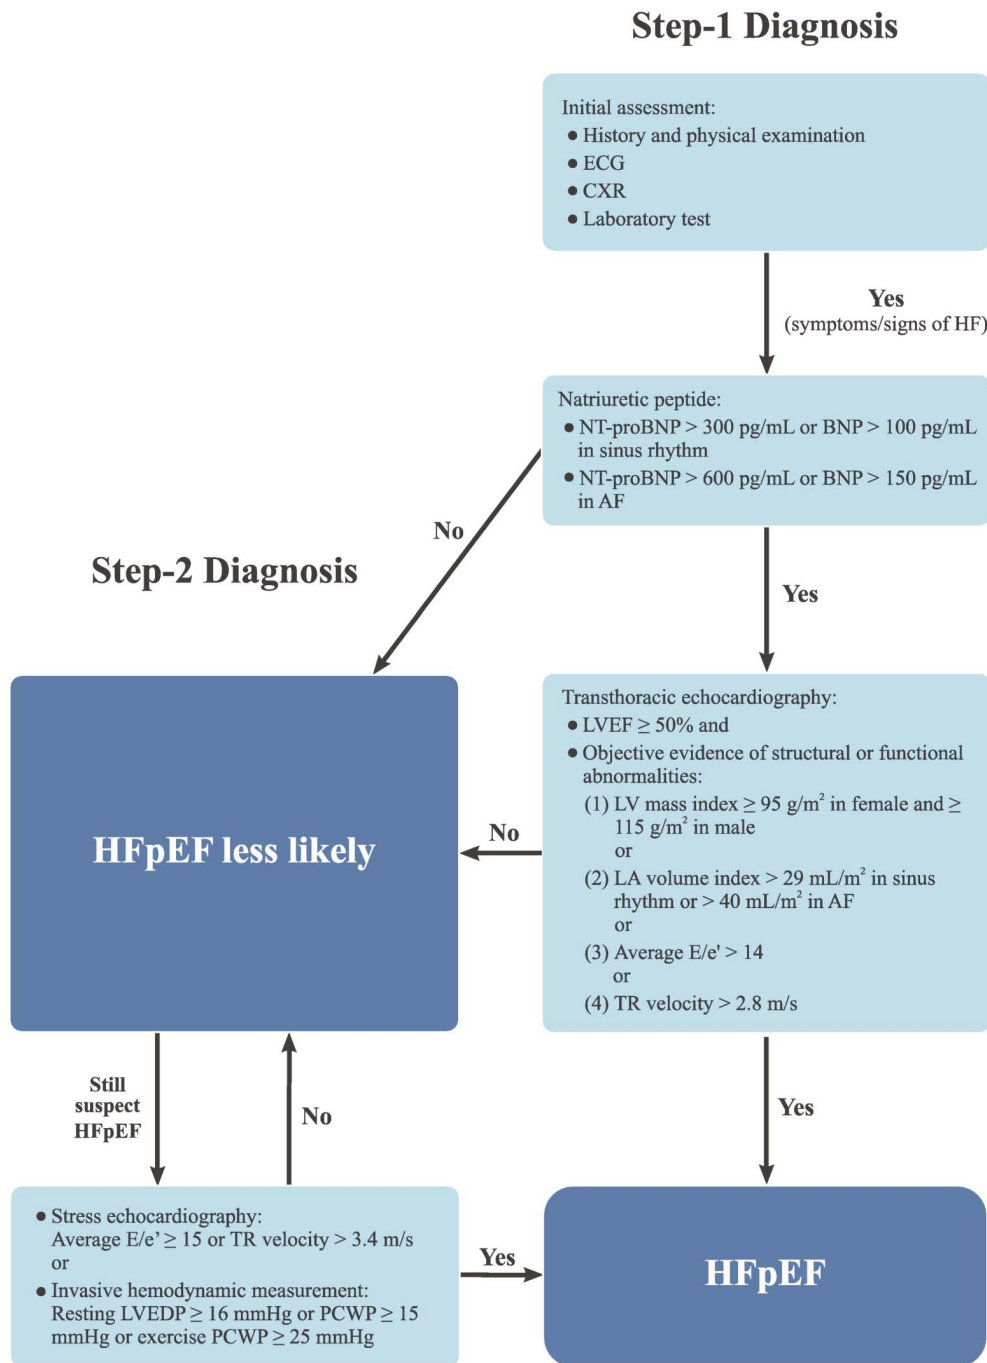 Step-1 Diagnosis
Initial assessment:
● History and physical examination
● ECG
● CXR
● Laboratory test
Yes
(symptoms/signs of HF)
Natriuretic peptide:
● NT-proBNP > 300 pg/mL or BNP > 100 pg/mL
in sinus rhythm
● NT-proBNP > 600 pg/mL or BNP > 150 pg/mL
in AF
No
Yes
Step-2 Diagnosis
Transthoracic echocardiography:
● LVEF ≥ 50% and
● Objective evidence of structural or functional
abnormalities:
(1) LV mass index ≥ 95 g/m² in female and ≥
115 g/m² in male
or
(2) LA volume index > 29 mL/m² in sinus
rhythm or > 40 mL/m² in AF
or
(3) Average E/e' > 14
or
(4) TR velocity > 2.8 m/s
No
HFpEF less likely
Still
suspect
HFpEF
No
Yes
● Stress echocardiography:
Average E/e’ ≥ 15 or TR velocity > 3.4 m/s
or
● Invasive hemodynamic measurement:
Resting LVEDP ≥ 16 mmHg or PCWP ≥ 15
mmHg or exercise PCWP ≥ 25 mmHg
Yes
HFpEF